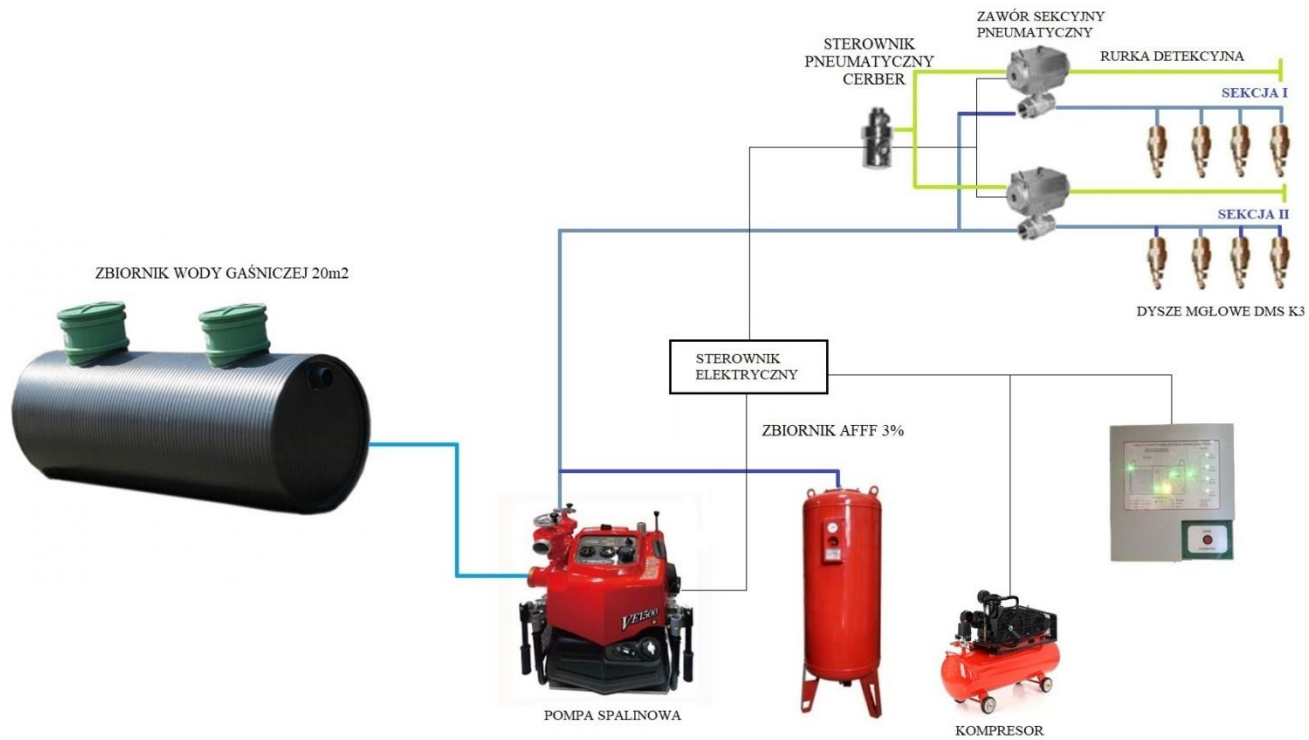 ZAWÓR SEKCYJNY
PNEUMATYCZNY
STEROWNIK
PNEUMATYCZNY
CERBER
RURKA DETEKCYJNA
SEKCJA I
SEKCJA II
ZBIORNIK WODY GAŚNICZEJ 20m2
DYSZE MGŁOWE DMS K3
STEROWNIK
ELEKTRYCZNY
ZBIORNIK AFFF 3%
VE1500
POMPA SPALINOWA
KOMPRESOR